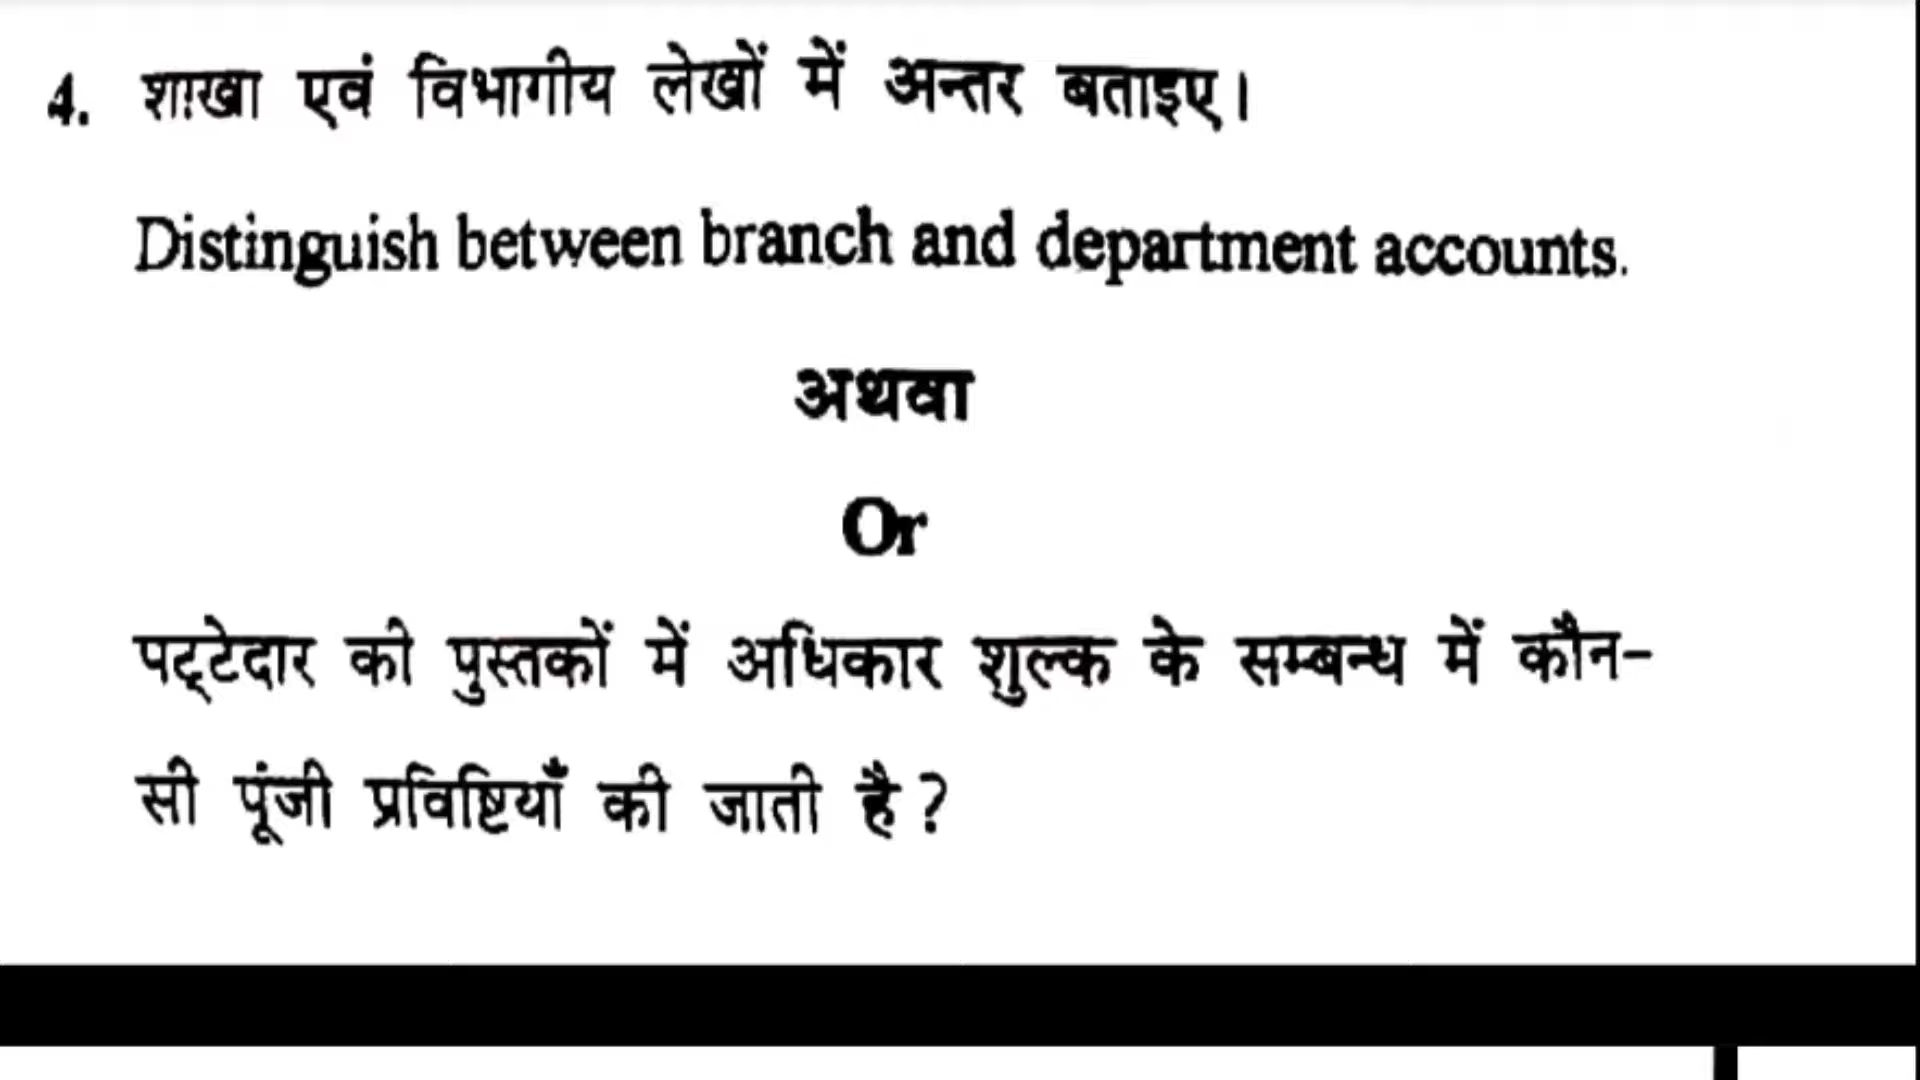 4. शाखा एवं विभागीय लेखों में अन्तर बताइए।
Distinguish between branch and department accounts.
अथवा
Or
पट्टेदार की पुस्तकों में अधिकार शुल्क के सम्बन्ध में कौन-
सी पूंजी प्रविष्टियाँ की जाती है?